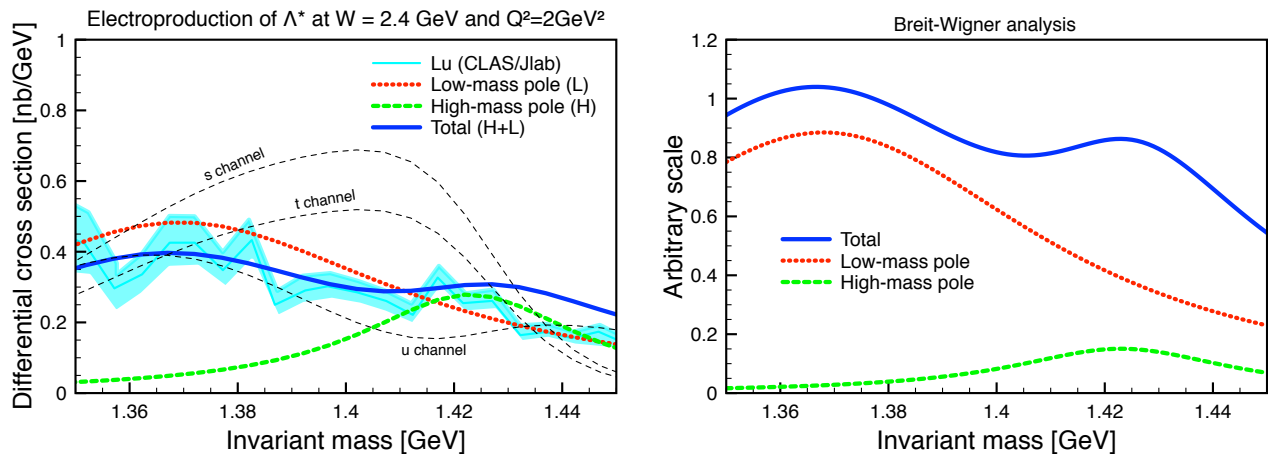 Electroproduction of Λ* at W = 2.4 GeV and Q²=2GeV²
Differential cross section [nb/GeV]
1
0.8
0.6
0.4
0.2
0
Lu (CLAS/Jlab)
Low-mass pole (L)
High-mass pole (H)
Total (H+L)
s channel
t channel
u channel
1.36
1.38
1.4
1.42
1.44
Invariant mass [GeV]
Breit-Wigner analysis
Arbitrary scale
1.2
1
0.8
0.6
0.4
0.2
0
Total
Low-mass pole
High-mass pole
1.36
1.38
1.4
1.42
1.44
Invariant mass [GeV]